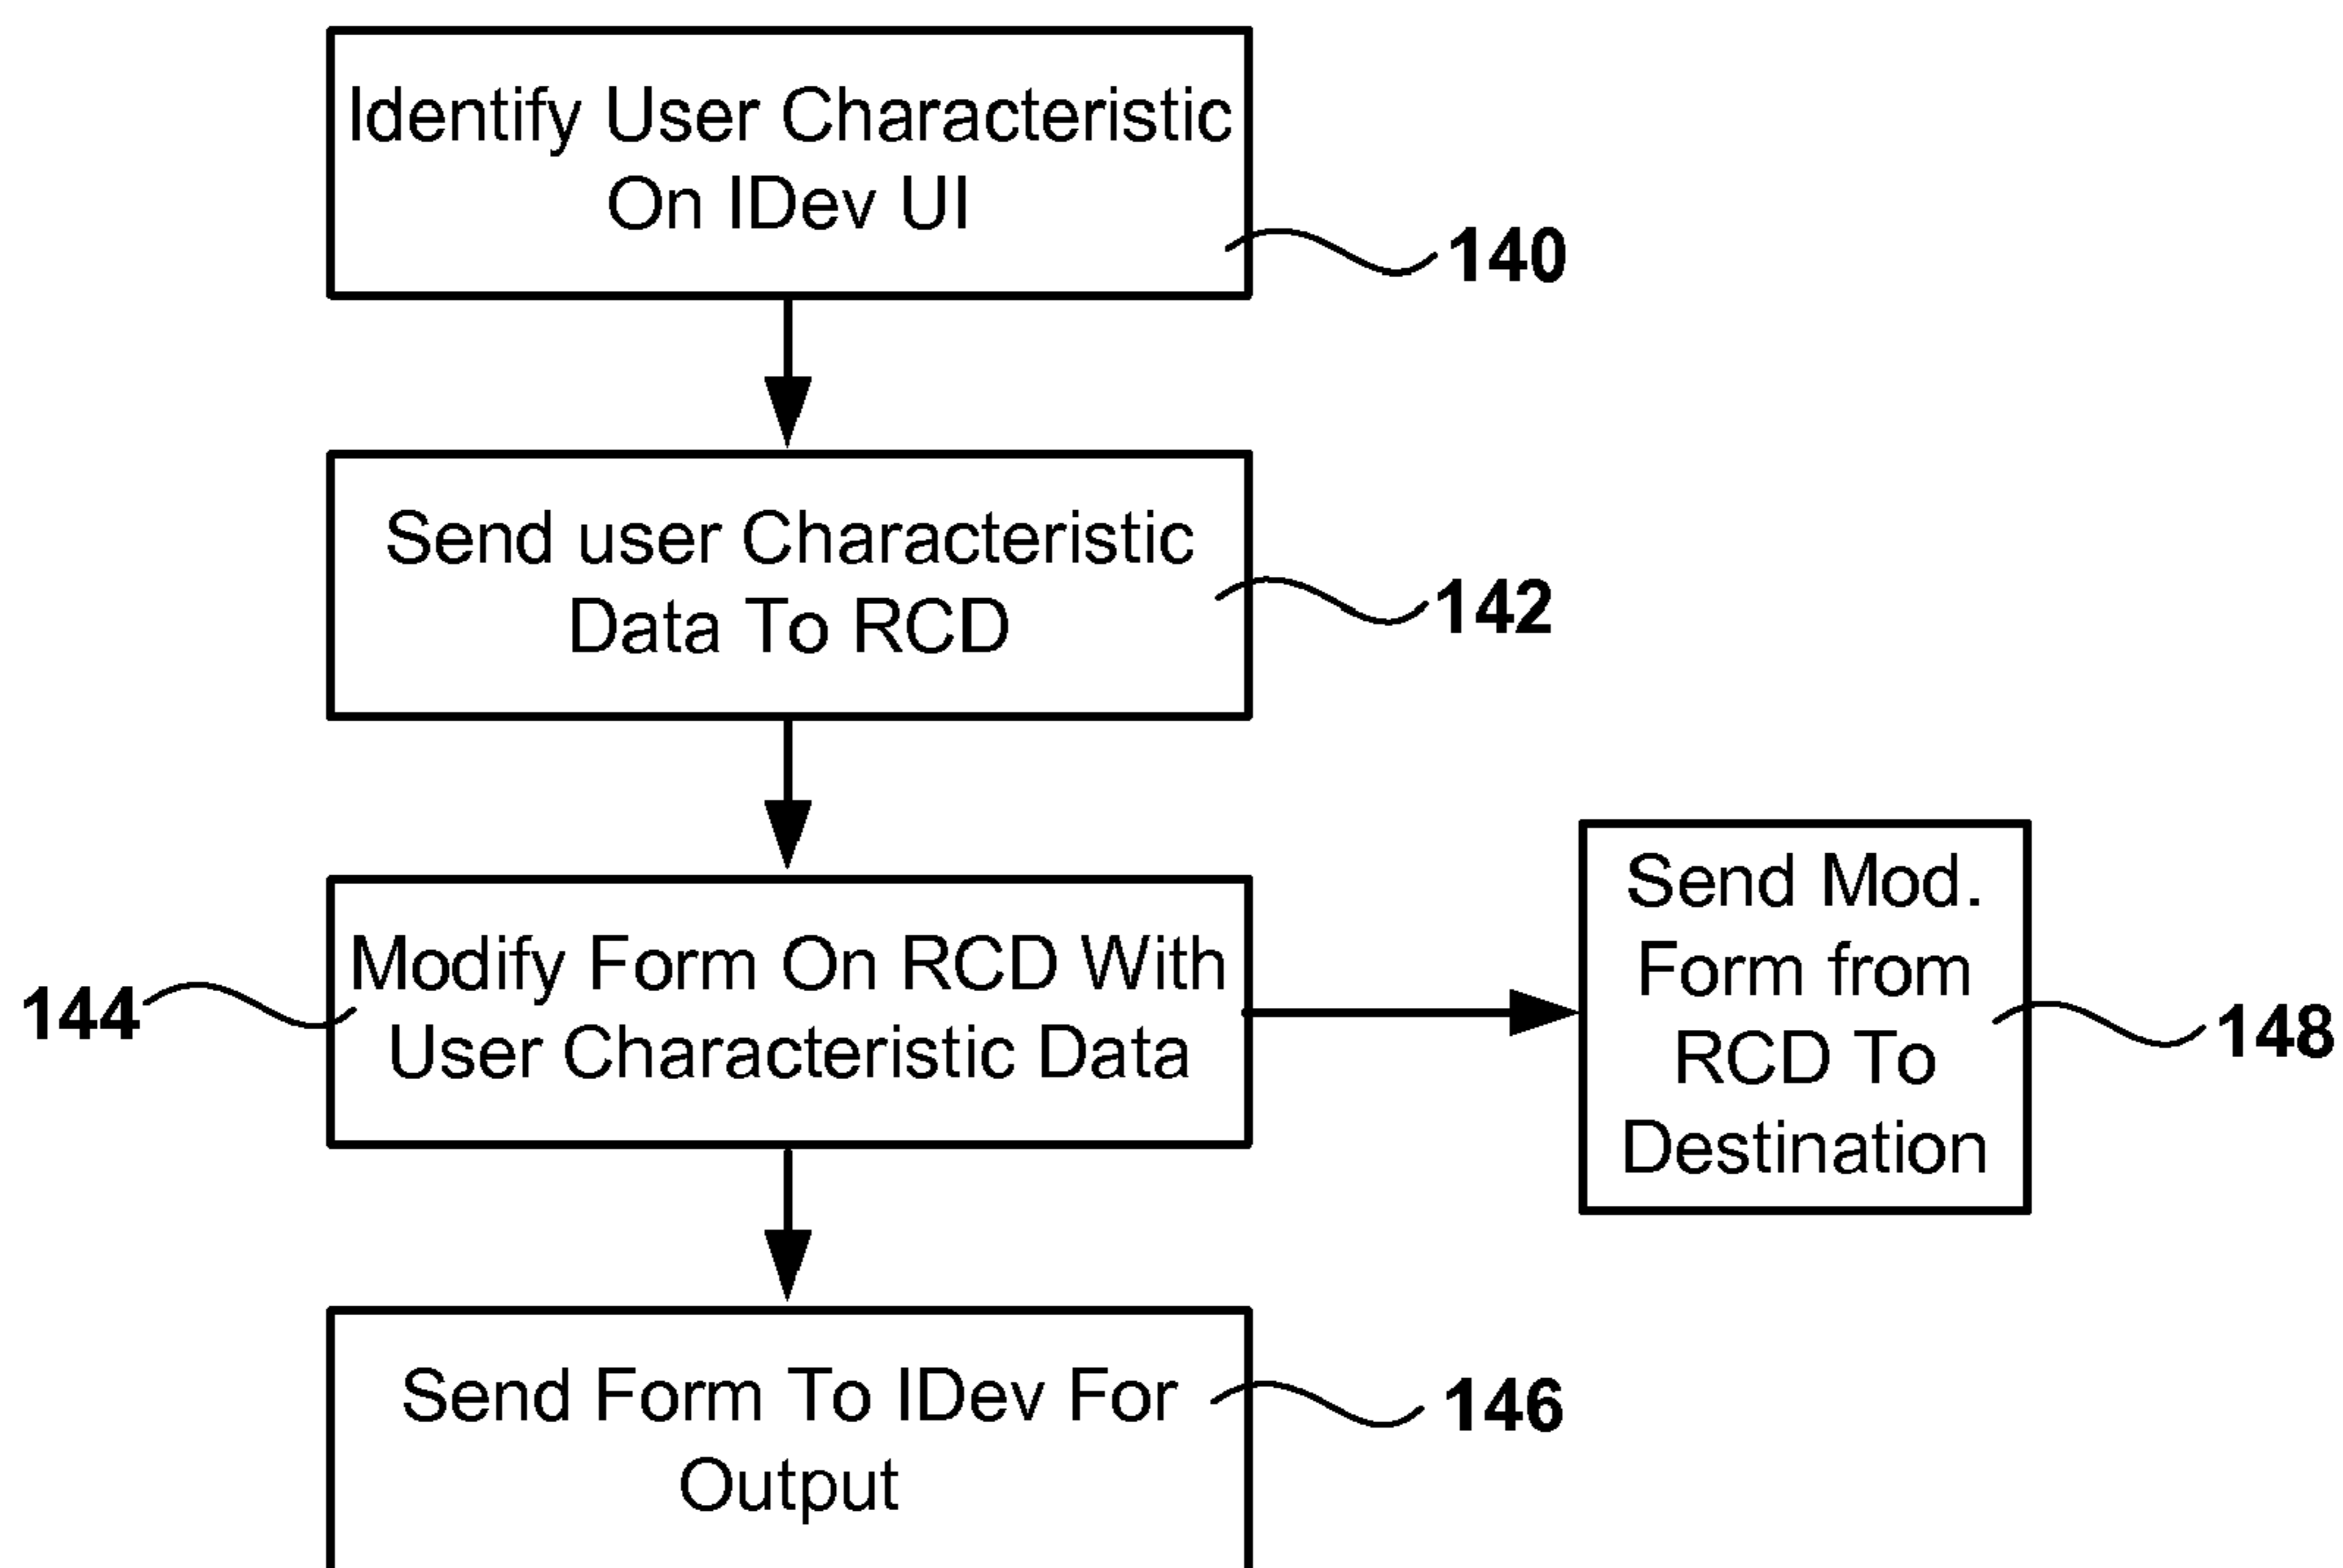 Identify User Characteristic
On IDev UI
140
Send user Characteristic
Data To RCD
142
Modify Form On RCD With
User Characteristic Data
144
Send Mod.
Form from
RCD To
Destination
148
Send Form To IDev For
Output
146